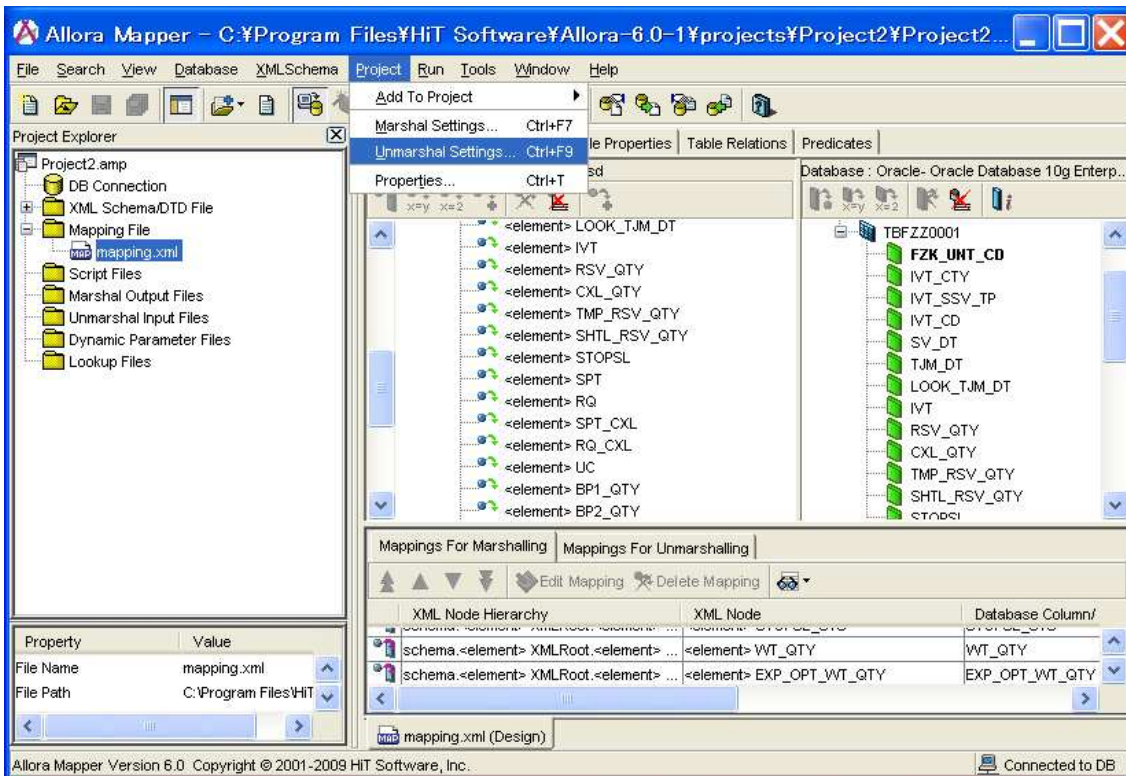 Allora Mapper - C:¥Program Files¥HiT Software¥Allora-6.0-1¥projects¥Project2¥Project2...
File Search View Database XMLSchema Project Run Tools Window Help
Add To Project
Marshal Settings... Ctrl+F7
Unmarshal Settings... Ctrl+F9
Properties... Ctrl+T
Project Explorer
le Properties Table Relations Predicates
Project2.amp
DB Connection
XML Schema/DTD File
Mapping File
mapping.xml
Script Files
Marshal Output Files
Unmarshal Input Files
Dynamic Parameter Files
Lookup Files
sd
x=y x=2
<element> LOOK_TJM_DT
<element> IVT
<element> RSV_QTY
<element> CXL_QTY
<element> TMP_RSV_QTY
<element> SHTL_RSV_QTY
<element> STOPSL
<element> SPT
<element> RQ
<element> SPT_CXL
<element> RQ_CXL
<element> UC
<element> BP1_QTY
<element> BP2_QTY
Database : Oracle- Oracle Database 10g Enterp...
x=y x=2
TBFZZ0001
FZK_UNT_CD
IVT_CTY
IVT_SSV_TP
IVT_CD
SV_DT
TJM_DT
LOOK_TJM_DT
IVT
RSV_QTY
CXL_QTY
TMP_RSV_QTY
SHTL_RSV_QTY
STOPSL
Mappings For Marshalling Mappings For Unmarshalling
Edit Mapping Delete Mapping
XML Node Hierarchy XML Node Database Column/
schema.<element> XMLRoot.<element> ... <element> WT_QTY WT_QTY
schema.<element> XMLRoot.<element> ... <element> EXP_OPT_WT_QTY EXP_OPT_WT_QTY
Property Value
File Name mapping.xml
File Path C:\Program Files\HiT
mapping.xml (Design)
Allora Mapper Version 6.0 Copyright © 2001-2009 HiT Software, Inc. Connected to DB